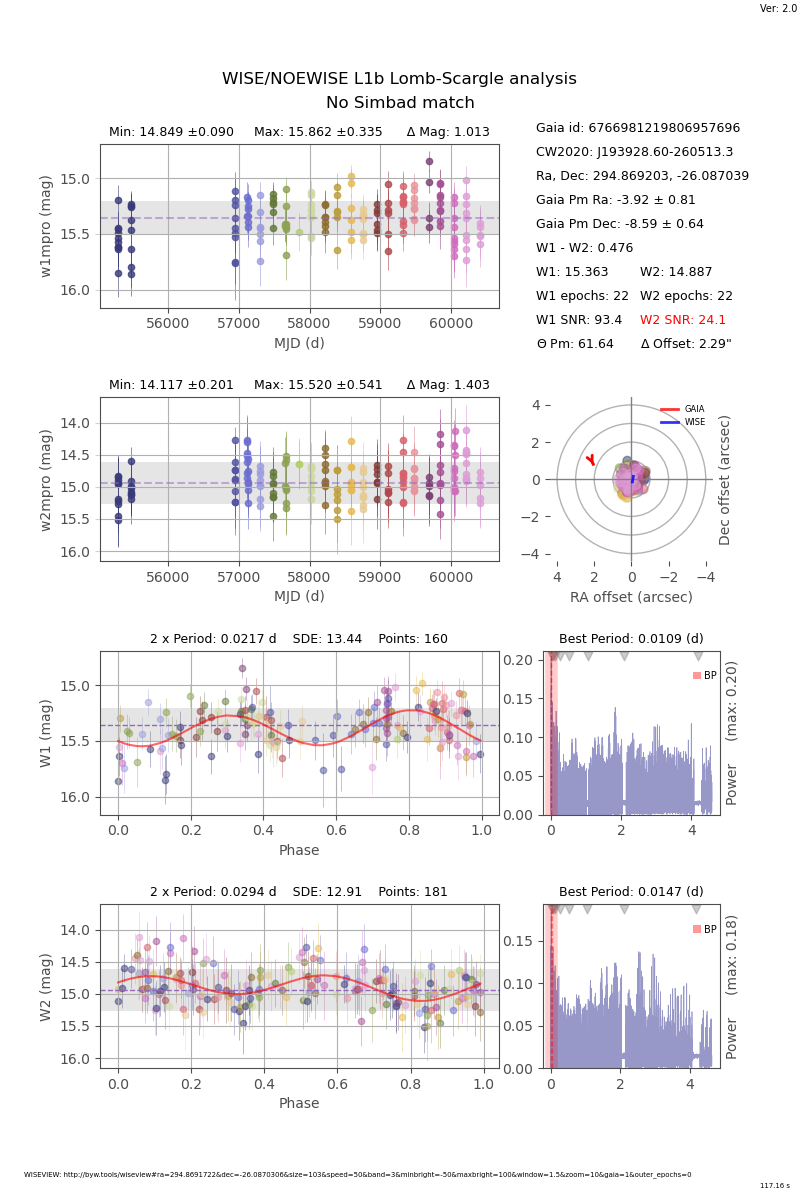 Ver: 2.0
WISE/NOEWISE L1b Lomb-Scargle analysis
No Simbad match
Min: 14.849 ±0.090 Max: 15.862 ±0.335 Δ Mag: 1.013
15.0
15.5
16.0
w1mpro (mag)
56000 57000 58000 59000 60000
MJD (d)
Gaia id: 6766981219806957696
CW2020: J193928.60-260513.3
Ra, Dec: 294.869203, -26.087039
Gaia Pm Ra: -3.92 ± 0.81
Gaia Pm Dec: -8.59 ± 0.64
W1 - W2: 0.476
W1: 15.363 W2: 14.887
W1 epochs: 22 W2 epochs: 22
W1 SNR: 93.4 W2 SNR: 24.1
Θ Pm: 61.64 Δ Offset: 2.29"
Min: 14.117 ±0.201 Max: 15.520 ±0.541 Δ Mag: 1.403
14.0
14.5
15.0
15.5
16.0
w2mpro (mag)
56000 57000 58000 59000 60000
MJD (d)
GAIA
WISE
4
2
0
−2
−4
4 2 0 −2 −4
RA offset (arcsec)
Dec offset (arcsec)
2 x Period: 0.0217 d SDE: 13.44 Points: 160
15.0
15.5
16.0
W1 (mag)
0.0 0.2 0.4 0.6 0.8 1.0
Phase
Best Period: 0.0109 (d)
BP
0.20
0.15
0.10
0.05
0.00
0 2 4
Power (max: 0.20)
2 x Period: 0.0294 d SDE: 12.91 Points: 181
14.0
14.5
15.0
15.5
16.0
W2 (mag)
0.0 0.2 0.4 0.6 0.8 1.0
Phase
Best Period: 0.0147 (d)
BP
0.15
0.10
0.05
0.00
0 2 4
Power (max: 0.18)
WISEVIEW: http://byw.tools/wiseview#ra=294.8691722&dec=-26.0870306&size=103&speed=50&band=3&minbright=-50&maxbright=100&window=1.5&zoom=10&gaia=1&outer_epochs=0
117.16 s